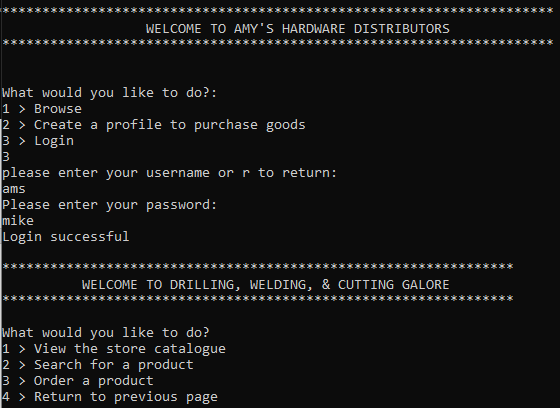 *********************************************************************
WELCOME TO AMY'S HARDWARE DISTRIBUTORS
*********************************************************************
What would you like to do?:
1 > Browse
2 > Create a profile to purchase goods
3 > Login
3
please enter your username or r to return:
ams
Please enter your password:
mike
Login successful
****************************************************************
WELCOME TO DRILLING, WELDING, & CUTTING GALORE
****************************************************************
What would you like to do?
1 > View the store catalogue
2 > Search for a product
3 > Order a product
4 > Return to previous page